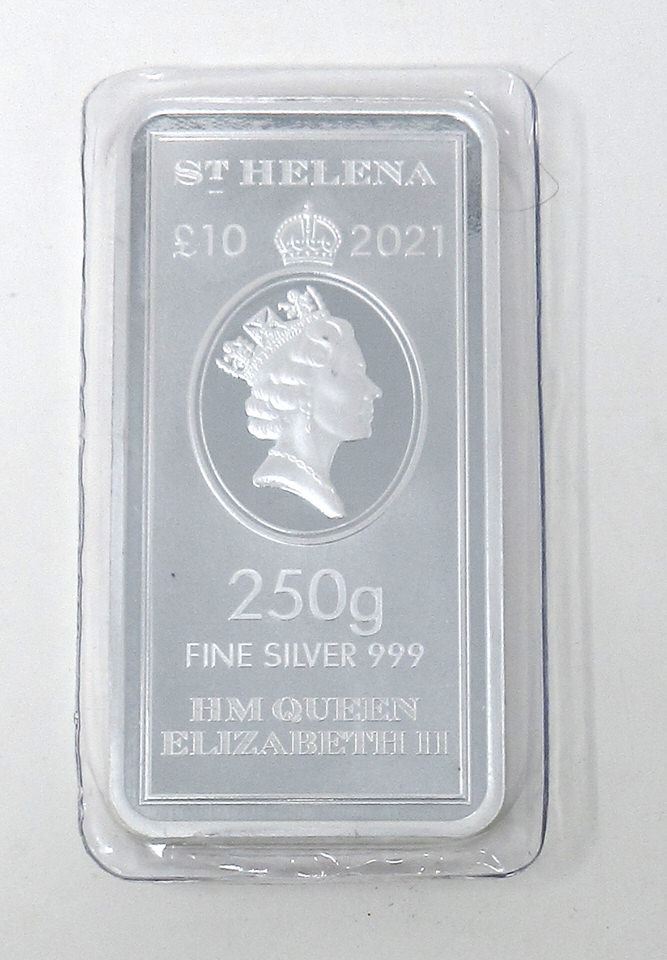 ST HELENA
£10 2021
250g
FINE SILVER 999
HM QUEEN
ELIZABETH II